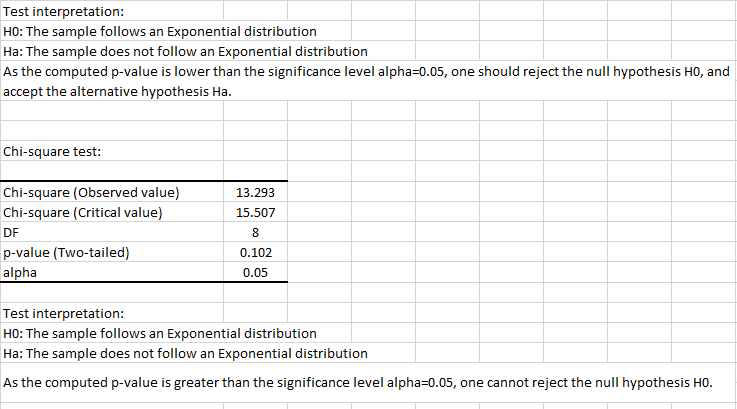 Test interpretation:
H0: The sample follows an Exponential distribution
Ha: The sample does not follow an Exponential distribution
As the computed p-value is lower than the significance level alpha=0.05, one should reject the null hypothesis H0, and
accept the alternative hypothesis Ha.
Chi-square test:
Chi-square (Observed value) 13.293
Chi-square (Critical value) 15.507
DF 8
p-value (Two-tailed) 0.102
alpha 0.05
Test interpretation:
H0: The sample follows an Exponential distribution
Ha: The sample does not follow an Exponential distribution
As the computed p-value is greater than the significance level alpha=0.05, one cannot reject the null hypothesis H0.